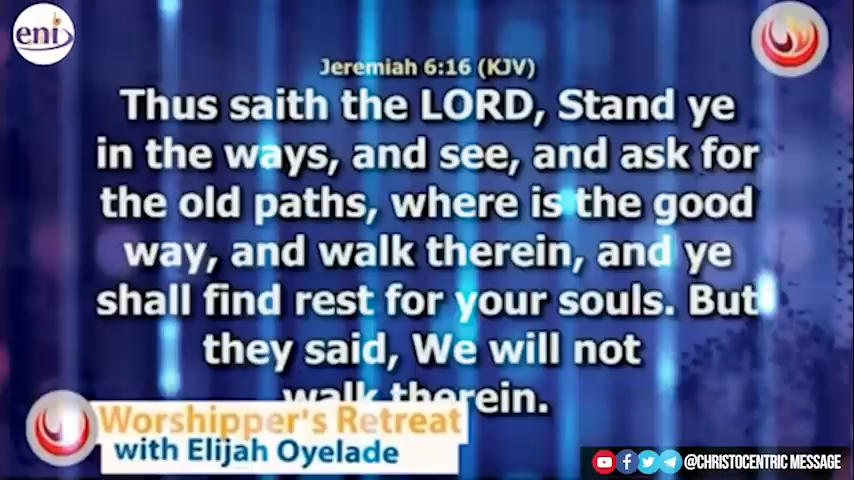 eni
Jeremiah 6:16 (KJV)
Thus saith the LORD, Stand ye
in the ways, and see, and ask for
the old paths, where is the good
way, and walk therein, and ye
shall find rest for your souls. But
they said, We will not
walk therein.
Worshipper's Retreat
with Elijah Oyelade
@CHRISTOCENTRIC MESSAGE